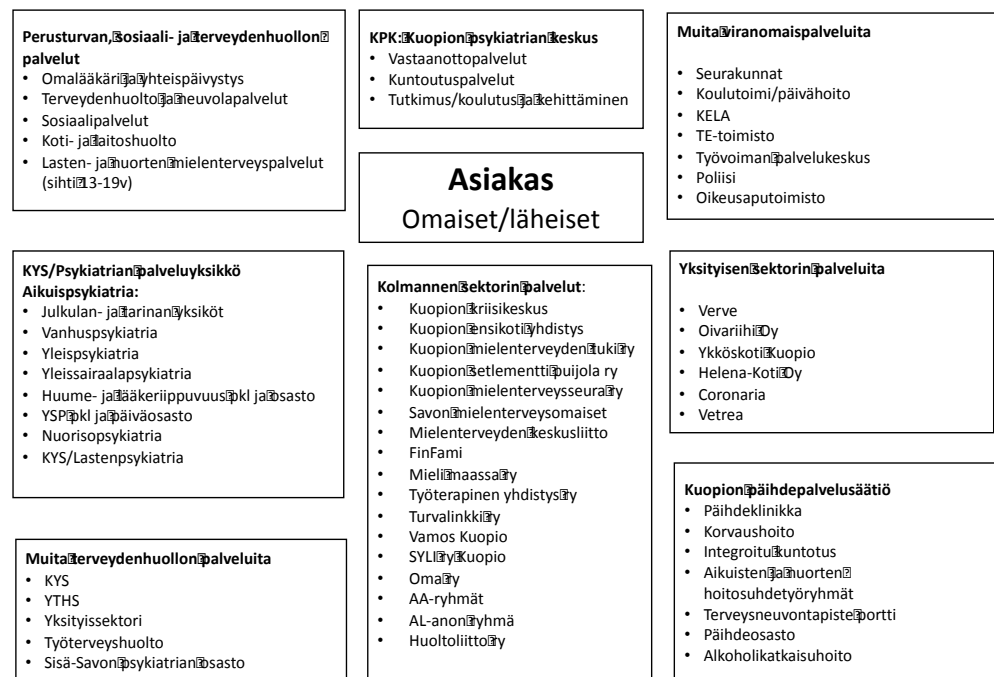 Perusturvan, sosiaali- ja terveydenhuollon
palvelut
• Omalääkäri ja yhteispäivystys
• Terveydenhuolto ja neuvolapalvelut
• Sosiaalipalvelut
• Koti- ja laitoshuolto
• Lasten- ja nuorten mielenterveyspalvelut
(sihti 13-19v)
KPK: Kuopion psykiatrian keskus
• Vastaanottopalvelut
• Kuntoutuspalvelut
• Tutkimus/koulutus ja kehittäminen
Asiakas
Omaiset/läheiset
Muita viranomaispalveluita
• Seurakunnat
• Koulutoimi/päivähoito
• KELA
• TE-toimisto
• Työvoiman palvelukeskus
• Poliisi
• Oikeusaputoimisto
KYS/Psykiatrian palveluyksikkö
Aikuispsykiatria:
• Julkulan- ja tarinan yksiköt
• Vanhuspsykiatria
• Yleispsykiatria
• Yleissairaalapsykiatria
• Huume- ja lääkeriippuvuus pkl ja osasto
• YSP pkl ja päiväosasto
• Nuorisopsykiatria
• KYS/Lastenpsykiatria
Kolmannen sektorin palvelut:
• Kuopion kriisikeskus
• Kuopion ensikoti yhdistys
• Kuopion mielenterveyden tuki ry
• Kuopion setlementti puijola ry
• Kuopion mielenterveysseura ry
• Savon mielenterveysomaiset
• Mielenterveyden keskusliitto
• FinFami
• Mieli maassa ry
• Työterapinen yhdistys ry
• Turvalinkki ry
• Vamos Kuopio
• SYLI ry Kuopio
• Oma ry
• AA-ryhmät
• AL-anon ryhmä
• Huoltoliitto ry
Yksityisen sektorin palveluita
• Verve
• Oivariihi Oy
• Ykköskoti Kuopio
• Helena-Koti Oy
• Coronaria
• Vetrea
Muita terveydenhuollon palveluita
• KYS
• YTHS
• Yksityissektori
• Työterveyshuolto
• Sisä-Savon psykiatrian osasto
Kuopion päihdepalvelusäätiö
• Päihdeklinikka
• Korvaushoito
• Integroitu kuntotus
• Aikuisten ja nuorten
hoitosuhdetyöryhmät
• Terveysneuvontapiste portti
• Päihdeosasto
• Alkoholikatkaisuhoito